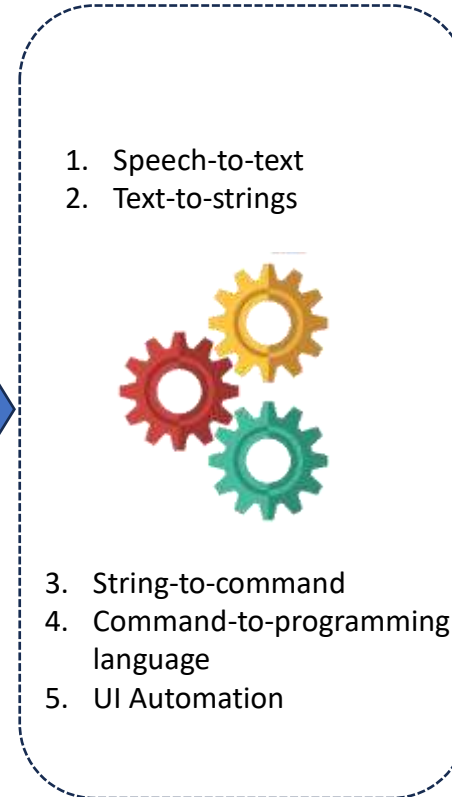 1. Speech-to-text
2. Text-to-strings
3. String-to-command
4. Command-to-programming
language
5. UI Automation